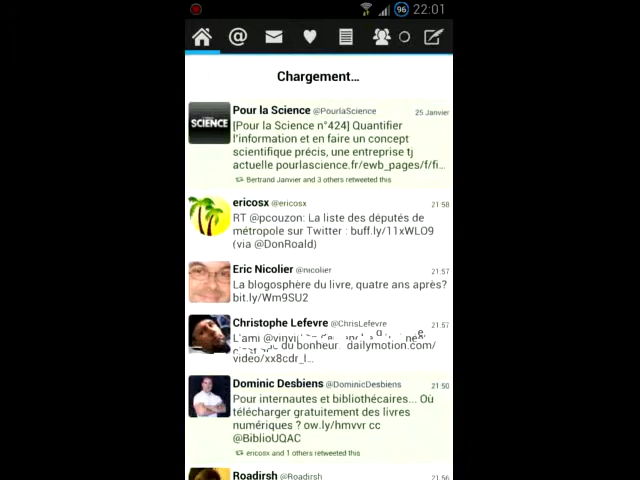 96 22:01
Chargement...
SCIENCE
Pour la Science @PourlaScience 25 Janvier
[Pour la Science n°424] Quantifier
l'information et en faire un concept
scientifique précis, une entreprise tj
actuelle pourlascience.fr/ewb_pages/f/fi...
Bertrand Janvier and 3 others retweeted this
ericosx @ericosx 21:58
RT @pcouzon: La liste des députés de
métropole sur Twitter : buff.ly/11xWLO9
(via @DonRoald)
Eric Nicolier @nicolier 21:57
La blogosphère du livre, quatre ans après?
bit.ly/Wm9SU2
Christophe Lefevre @ChrisLefevre 21:57
L'ami
du bonheur dailymotion.com/
video/xx8cdr_l...
Dominic Desbiens @DominicDesbiens 21:50
Pour internautes et bibliothécaires... Où
télécharger gratuitement des livres
numériques ? ow.ly/hmvvr cc
@BiblioUQAC
ericosx and 1 others retweeted this
Roadirsh @Roadirsh 21:56